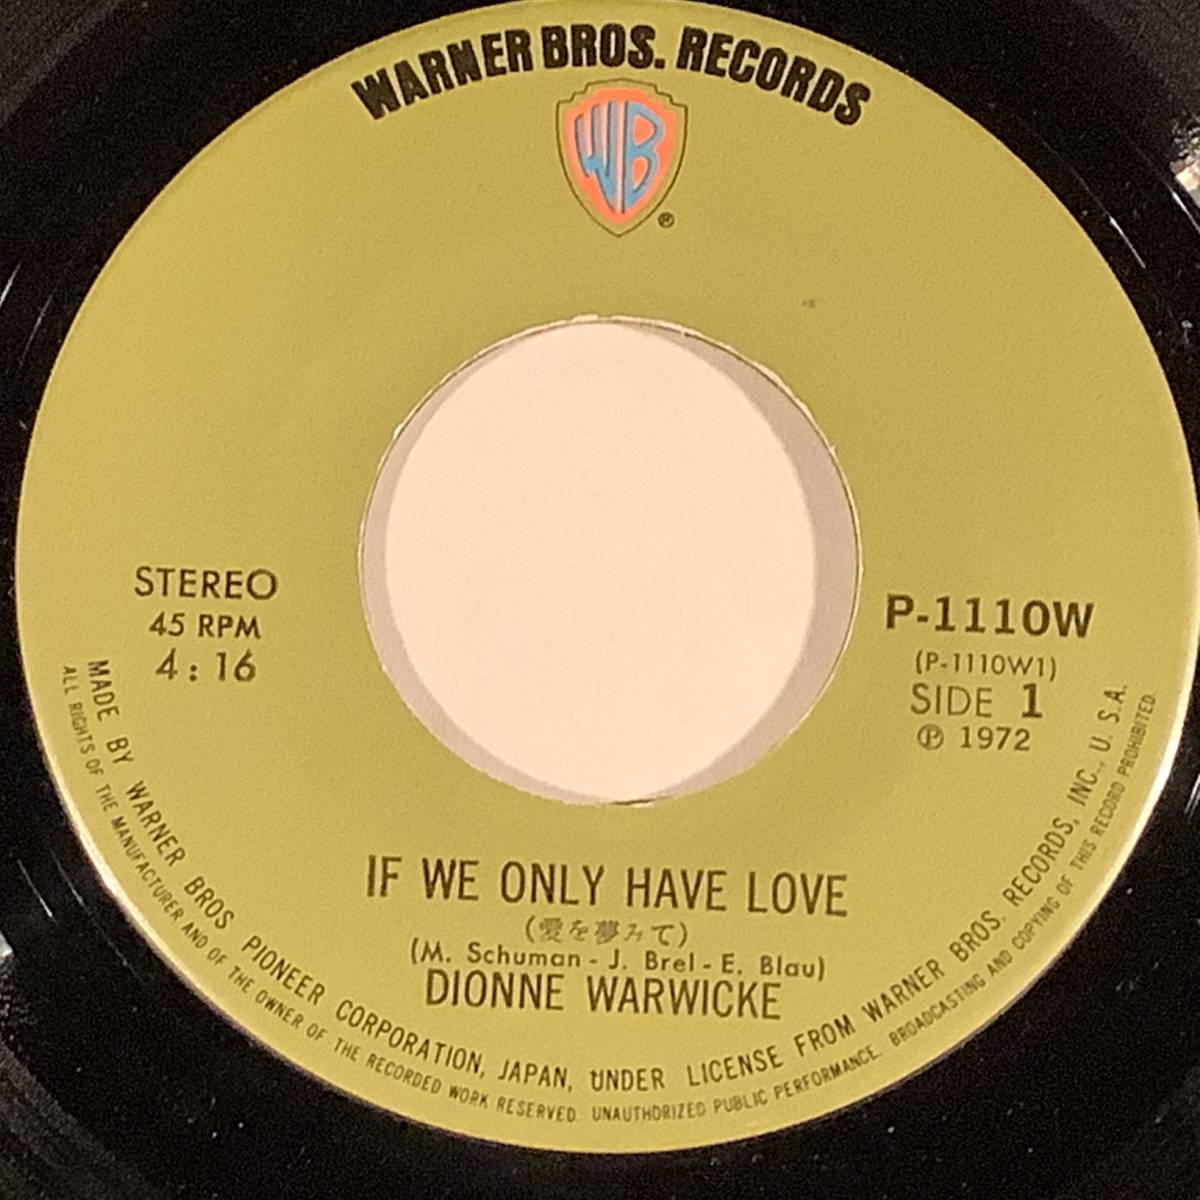 WARNER BROS. RECORDS
WB
®
STEREO
45 RPM
4:16
P-1110W
(P-1110W1)
SIDE 1
℗ 1972
IF WE ONLY HAVE LOVE
(愛を夢みて)
(M. Schuman - J. Brel - E. Blau)
DIONNE WARWICKE
MADE BY WARNER BROS PIONEER CORPORATION, JAPAN, UNDER LICENSE FROM WARNER BROS. RECORDS, INC., U.S.A.
ALL RIGHTS OF THE MANUFACTURER AND OF THE OWNER OF THE RECORDED WORK RESERVED. UNAUTHORIZED PUBLIC PERFORMANCE. BROADCASTING AND COPYING OF THIS RECORD PROHIBITED.